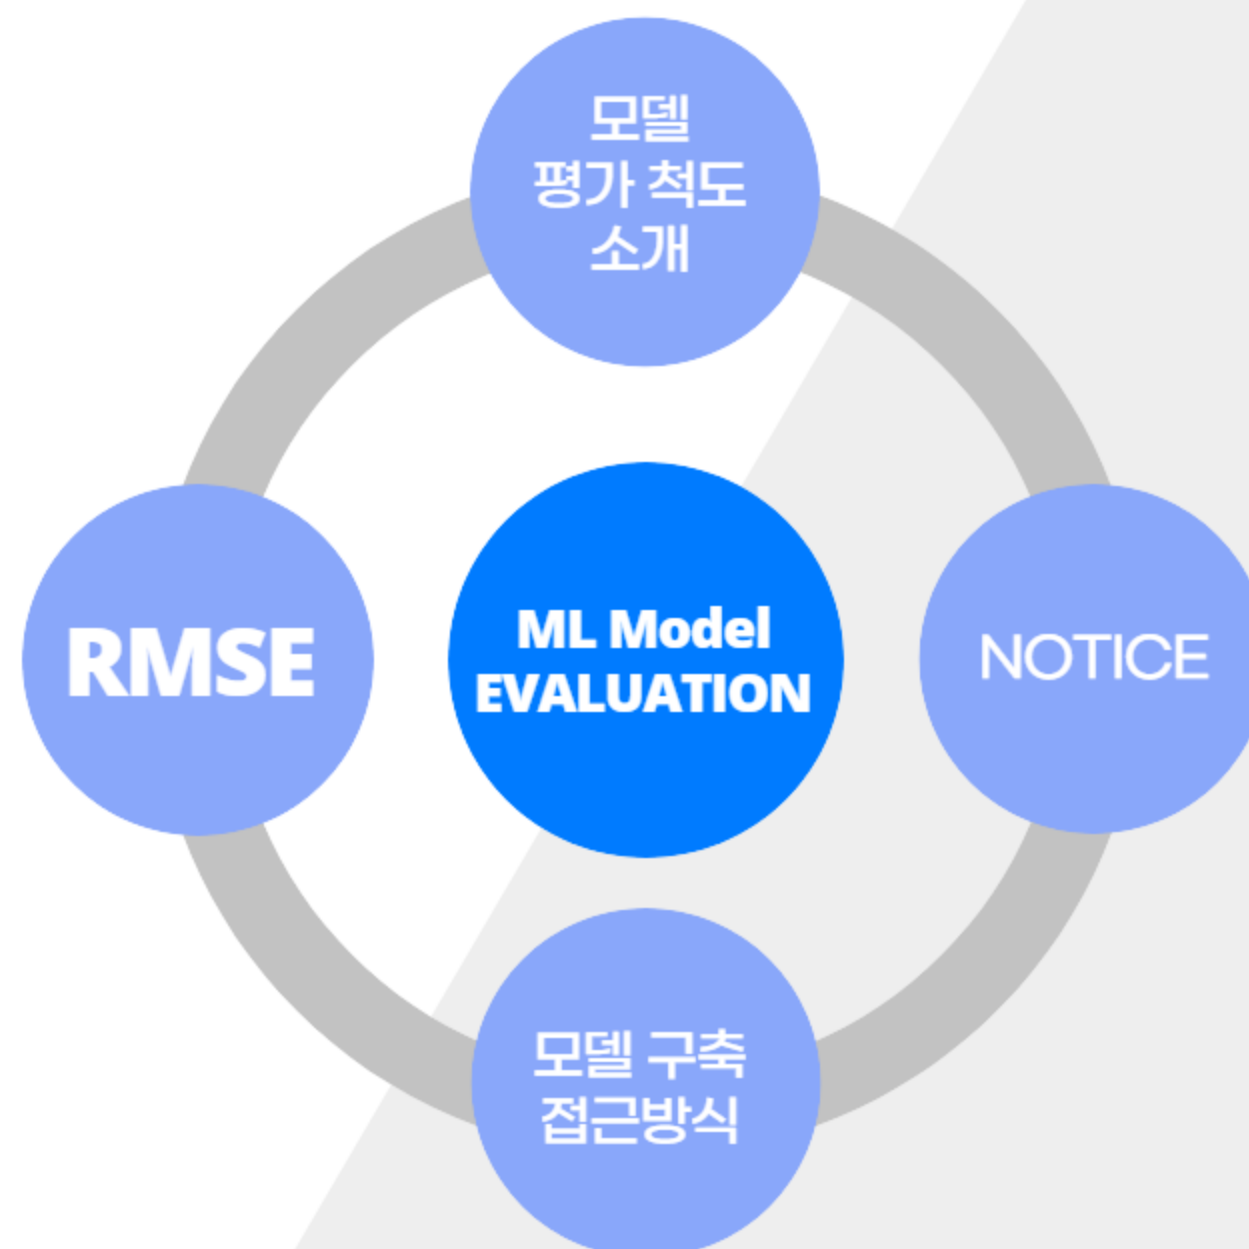 모델
평가 척도
소개
RMSE
ML Model
EVALUATION
NOTICE
모델 구축
접근방식